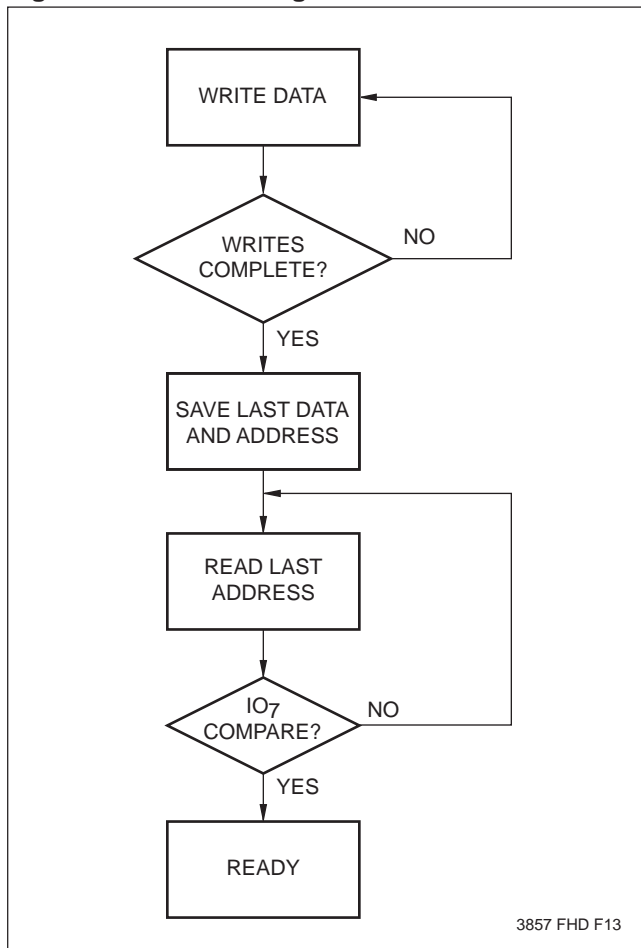 WRITE DATA
WRITES
COMPLETE?
NO
YES
SAVE LAST DATA
AND ADDRESS
READ LAST
ADDRESS
IO7
COMPARE?
NO
YES
READY
3857 FHD F13